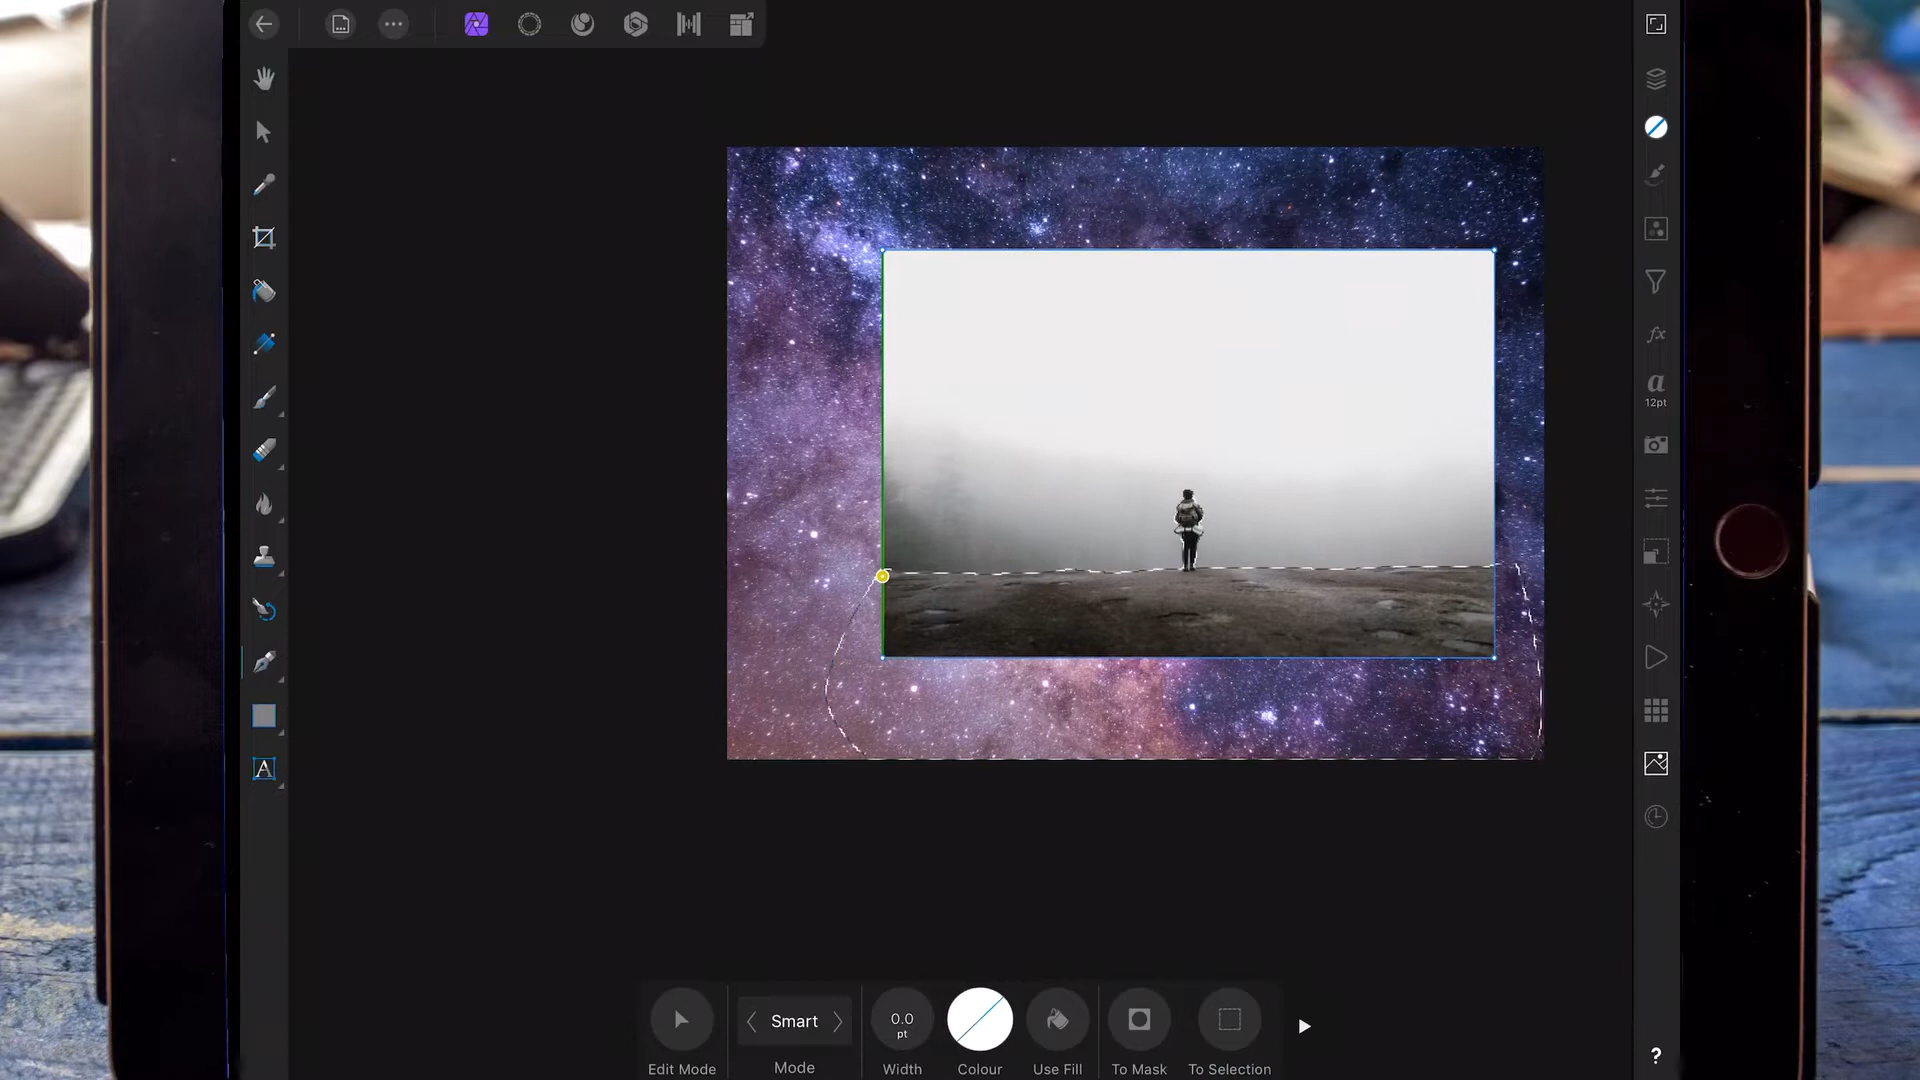 a
12pt
A
Smart
0.0
pt
Edit Mode
Mode
Width
Colour
Use Fill
To Mask
To Selection
?